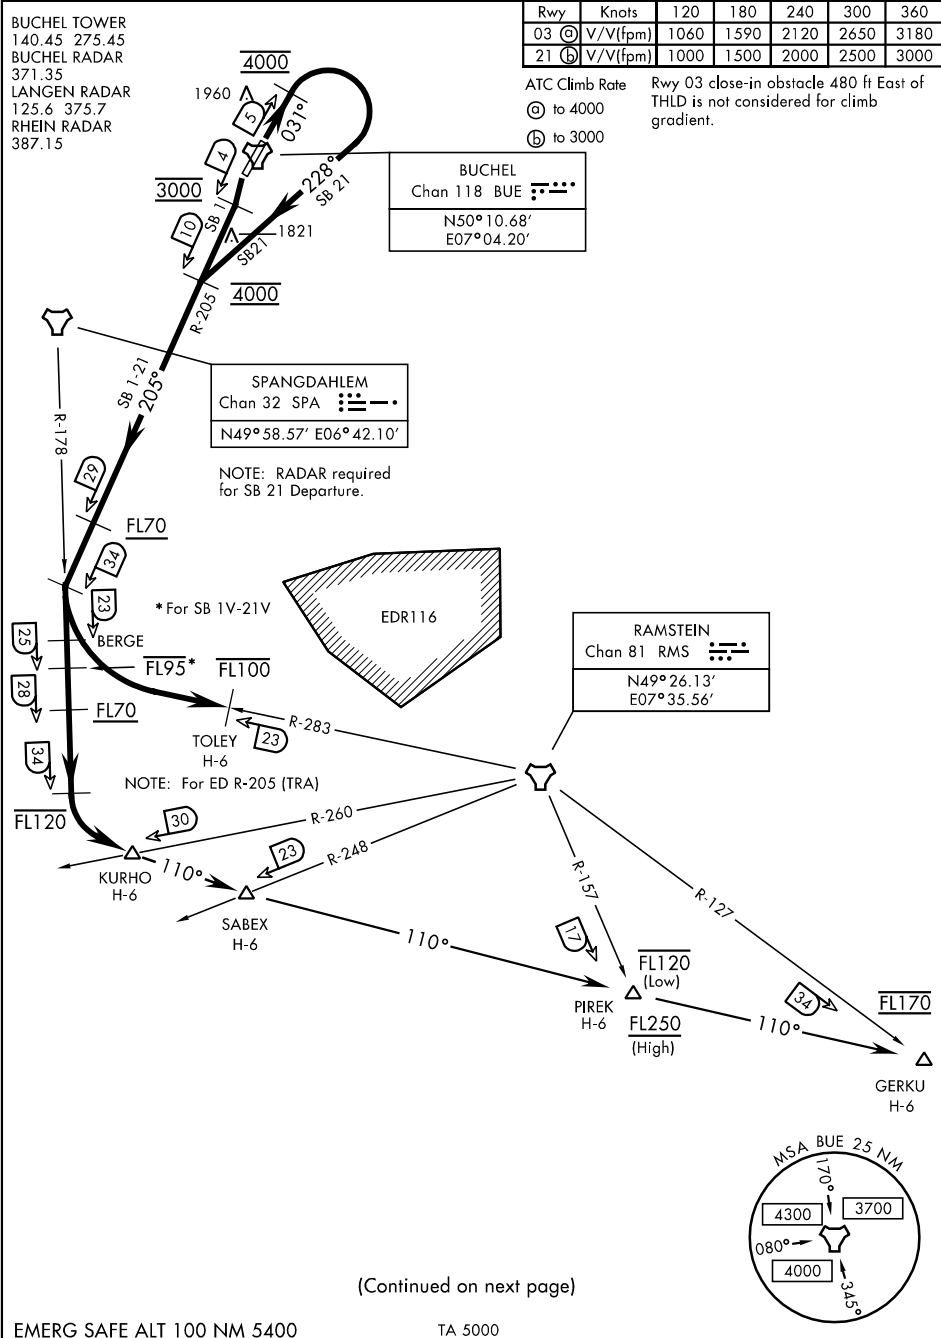 BUCHEL TOWER
140.45 275.45
BUCHEL RADAR
371.35
LANGEN RADAR
125.6 375.7
RHEIN RADAR
387.15
Rwy Knots 120 180 240 300 360
03 ⓐ V/V(fpm) 1060 1590 2120 2650 3180
21 ⓑ V/V(fpm) 1000 1500 2000 2500 3000
ATC Climb Rate
ⓐ to 4000
ⓑ to 3000
Rwy 03 close-in obstacle 480 ft East of
THLD is not considered for climb
gradient.
4000
1960
5
031°
4
228°
SB 21
3000
SB 1
10
1821
SB21
4000
R-205
BUCHEL
Chan 118 BUE
N50°10.68'
E07°04.20'
SPANGDAHLEM
Chan 32 SPA
N49°58.57' E06°42.10'
SB 1-21
205°
R-178
NOTE: RADAR required
for SB 21 Departure.
29
FL70
34
23
*For SB 1V-21V
EDR116
25
BERGE
FL95*
FL100
RAMSTEIN
Chan 81 RMS
N49°26.13'
E07°35.56'
28
FL70
R-283
23
TOLEY
H-6
34
NOTE: For ED R-205 (TRA)
FL120
30
R-260
KURHO
H-6
110°
23
R-248
SABEX
H-6
R-157
R-127
110°
17
FL120
(Low)
PIREK
H-6
FL250
(High)
34
110°
FL170
GERKU
H-6
MSA BUE 25 NM
170°
4300
3700
080°
4000
345°
(Continued on next page)
EMERG SAFE ALT 100 NM 5400
TA 5000